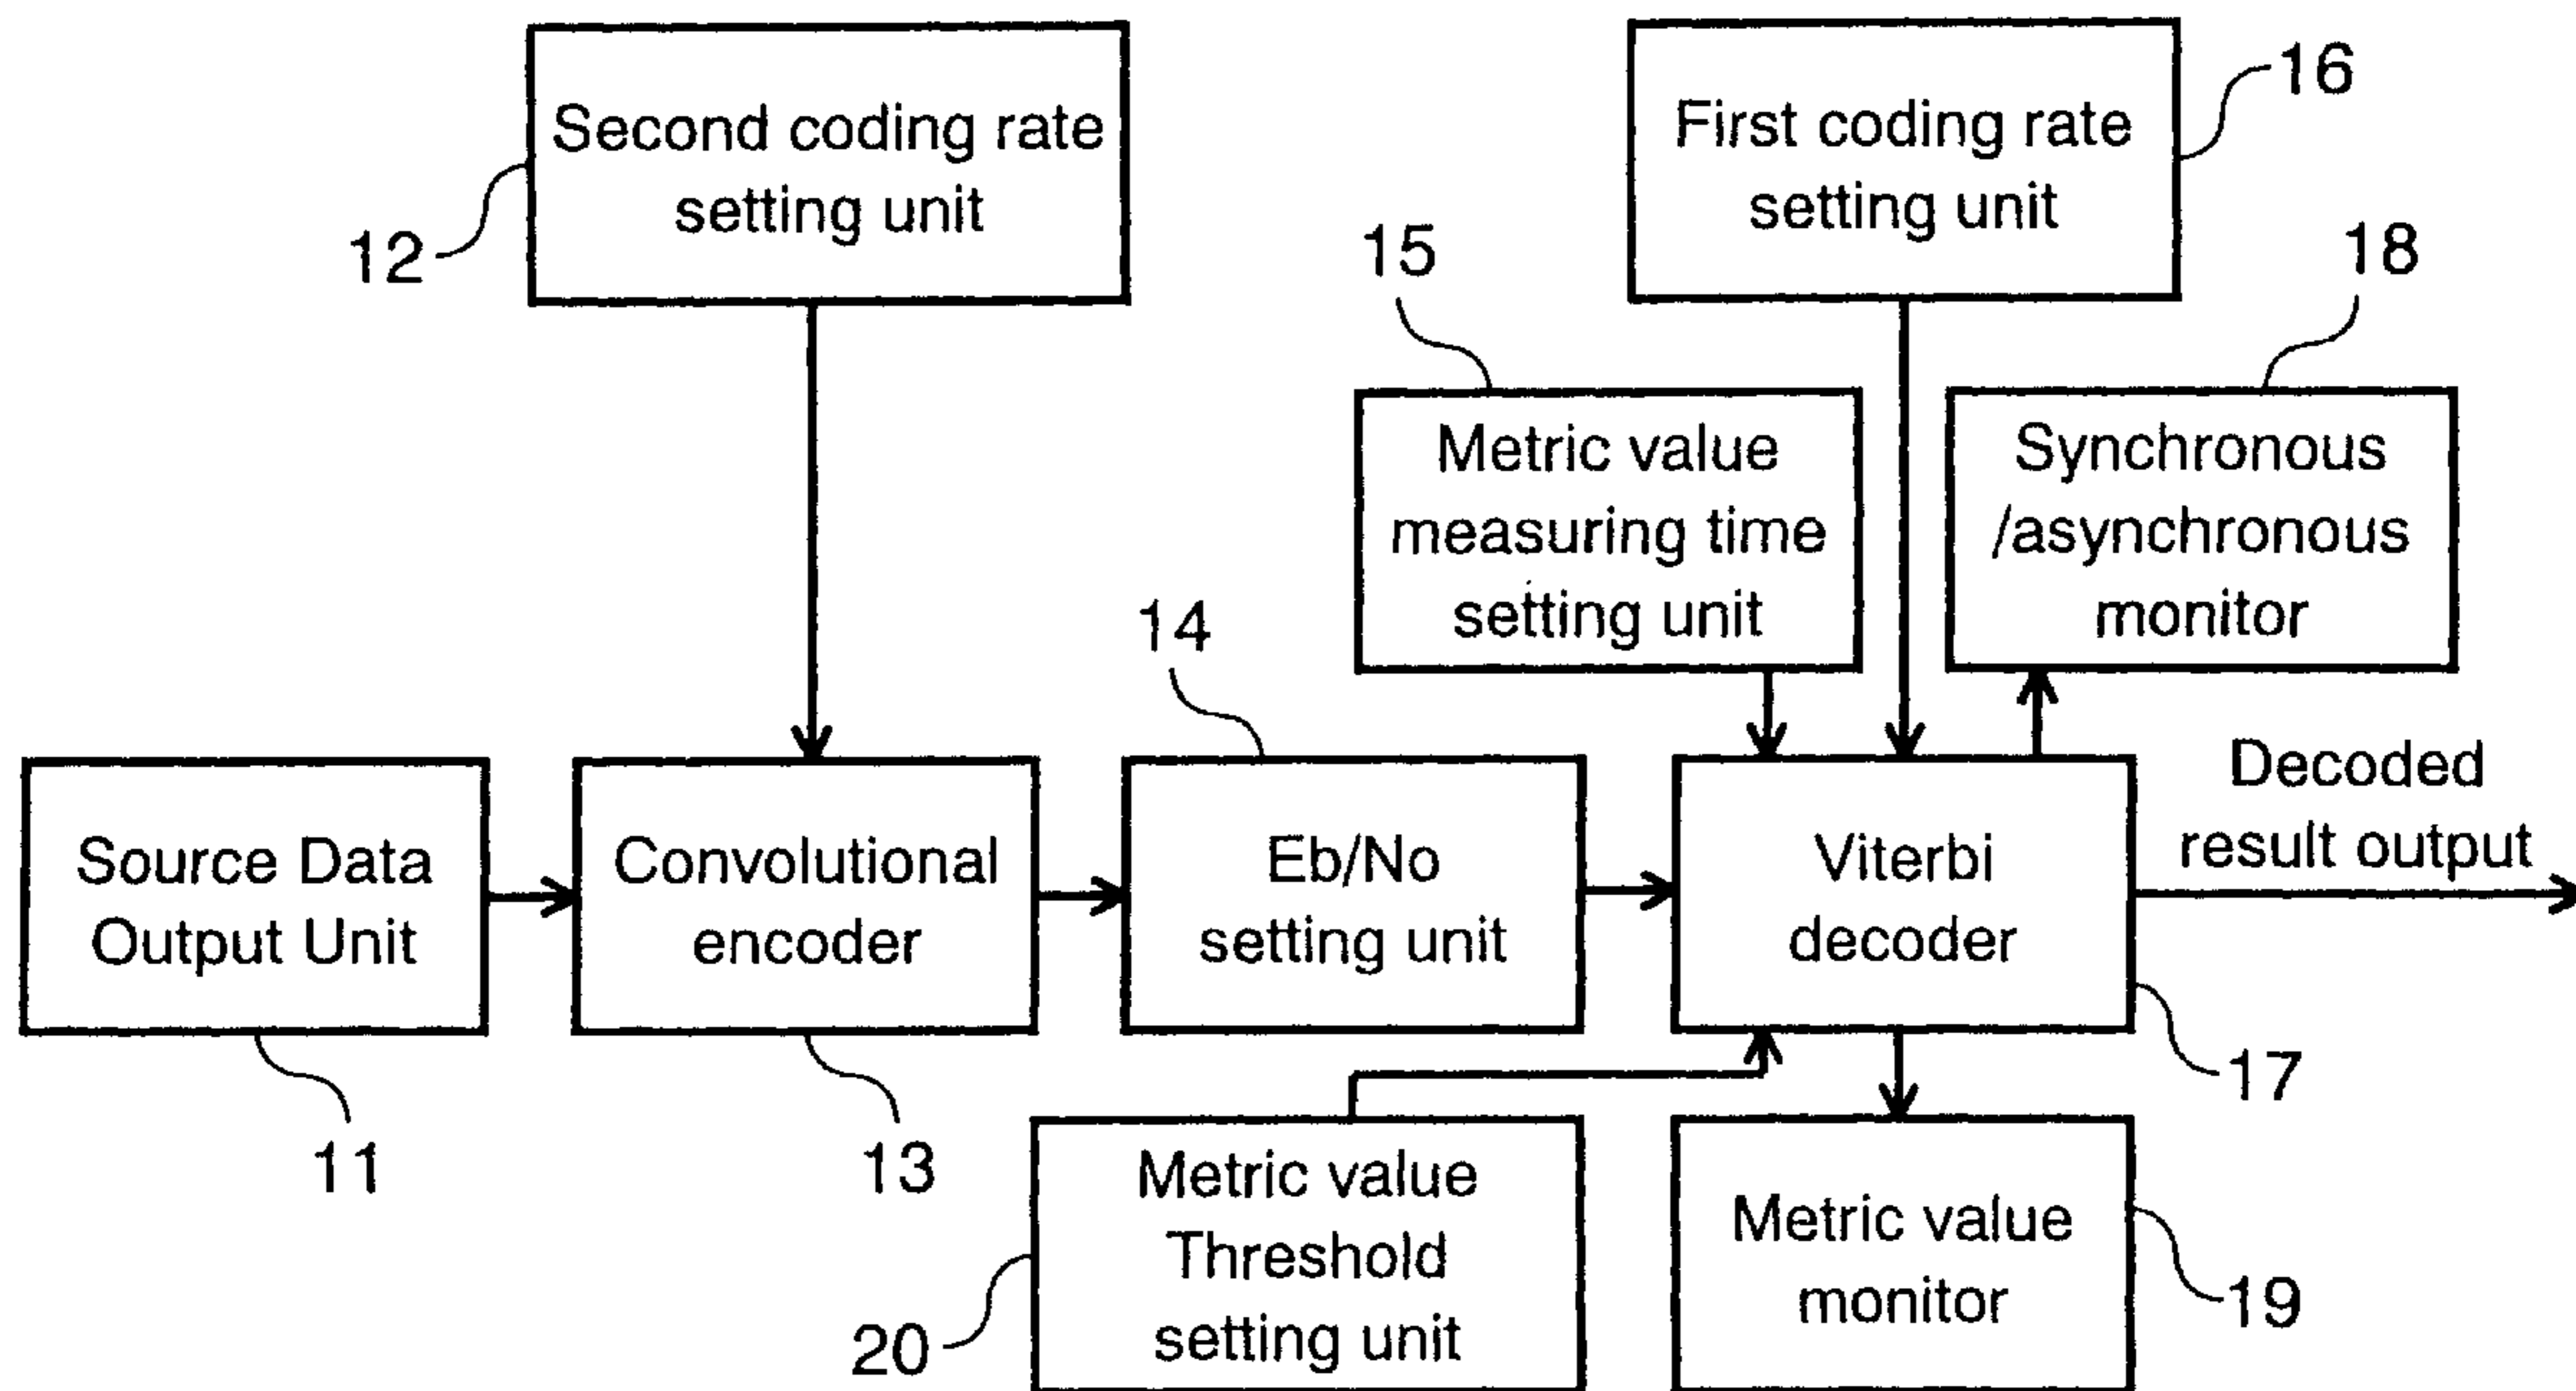 Second coding rate
setting unit
12
First coding rate
setting unit
16
15
Metric value
measuring time
setting unit
18
Synchronous
/asynchronous
monitor
Source Data
Output Unit
11
Convolutional
encoder
13
14
Eb/No
setting unit
Viterbi
decoder
17
Decoded
result output
Metric value
Threshold
setting unit
20
Metric value
monitor
19